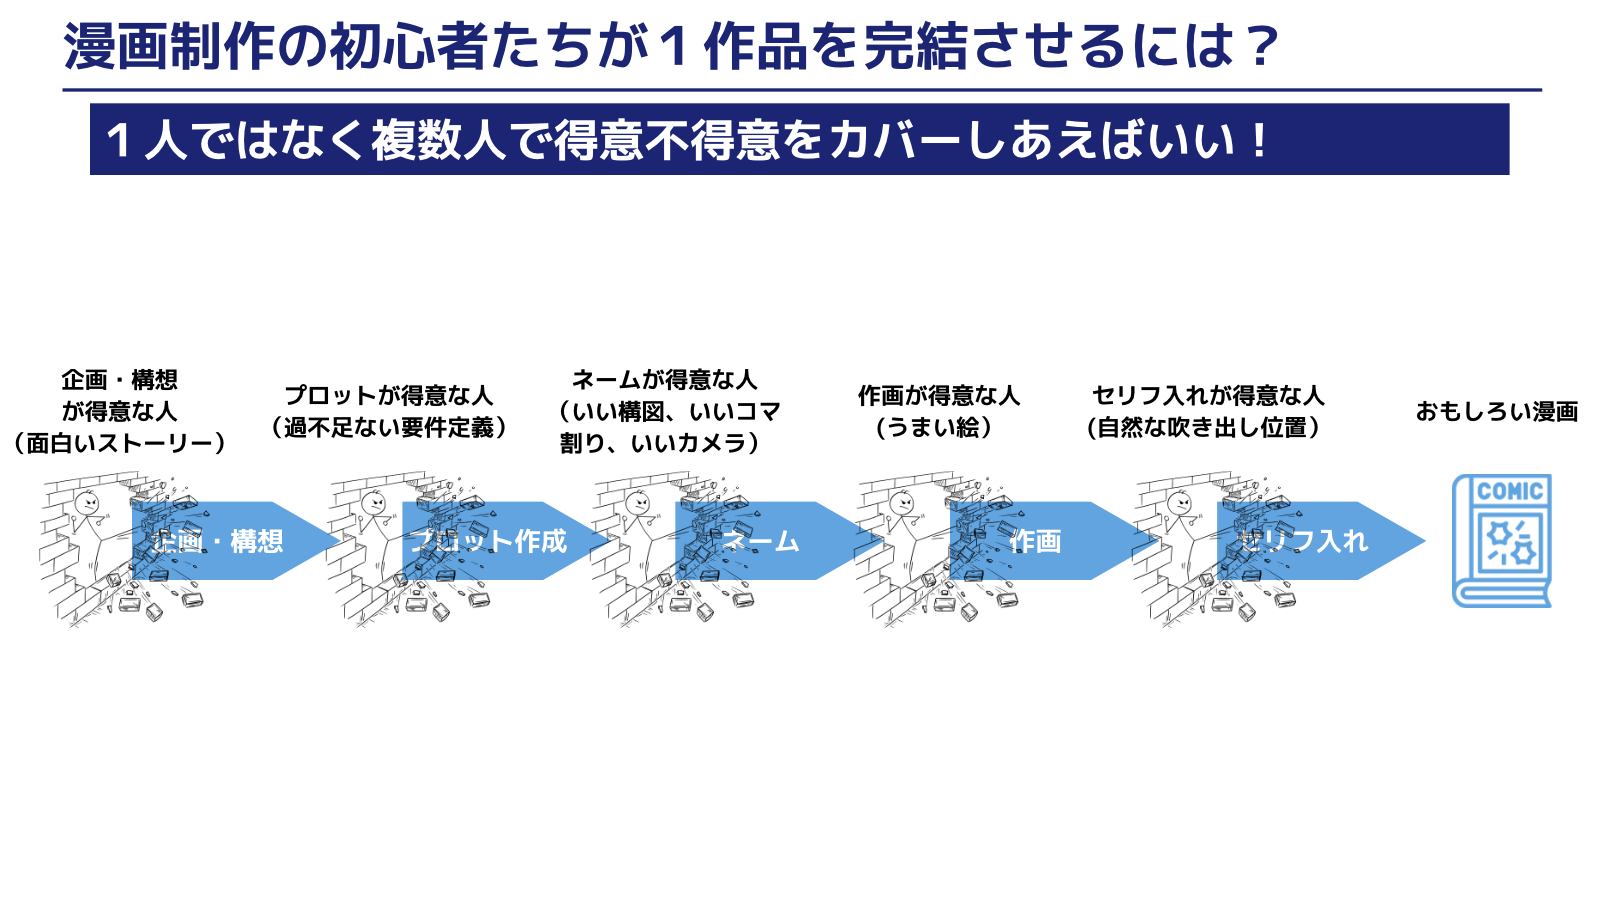 漫画制作の初心者たちが１作品を完結させるには？
１人ではなく複数人で得意不得意をカバーしあえばいい！
企画・構想
が得意な人
（面白いストーリー）
プロットが得意な人
（過不足ない要件定義）
ネームが得意な人
（いい構図、いいコマ
割り、いいカメラ）
作画が得意な人
（うまい絵）
セリフ入れが得意な人
（自然な吹き出し位置）
おもしろい漫画
企画・構想
プロット作成
ネーム
作画
セリフ入れ
COMIC